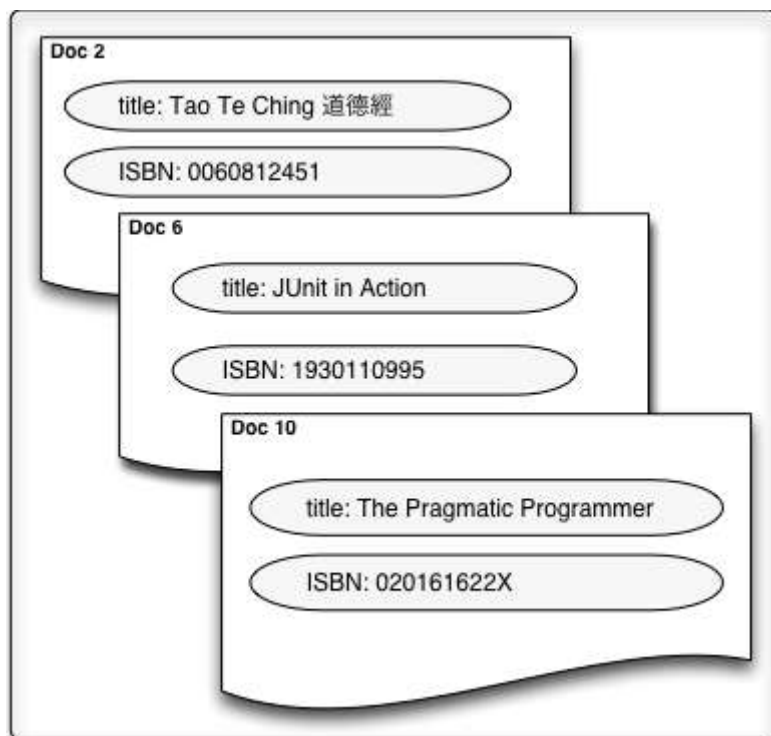 Doc 2
title: Tao Te Ching 道德經
ISBN: 0060812451
Doc 6
title: JUnit in Action
ISBN: 1930110995
Doc 10
title: The Pragmatic Programmer
ISBN: 020161622X